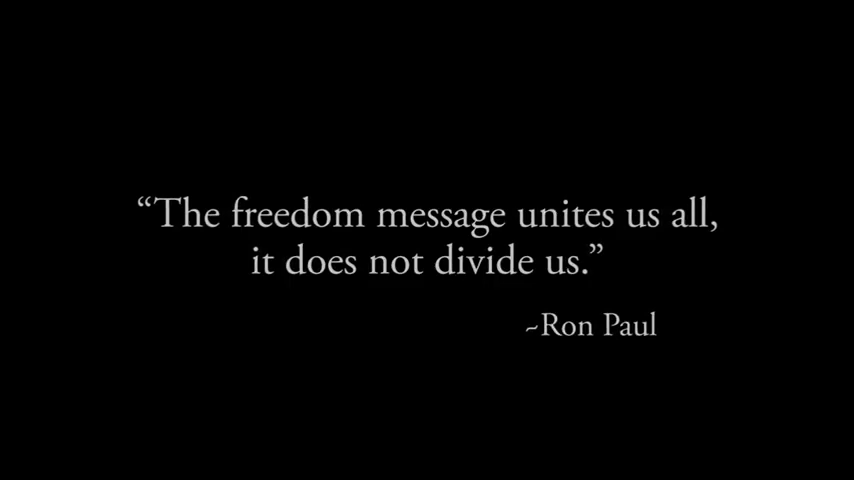 “The freedom message unites us all,
it does not divide us.”
~Ron Paul